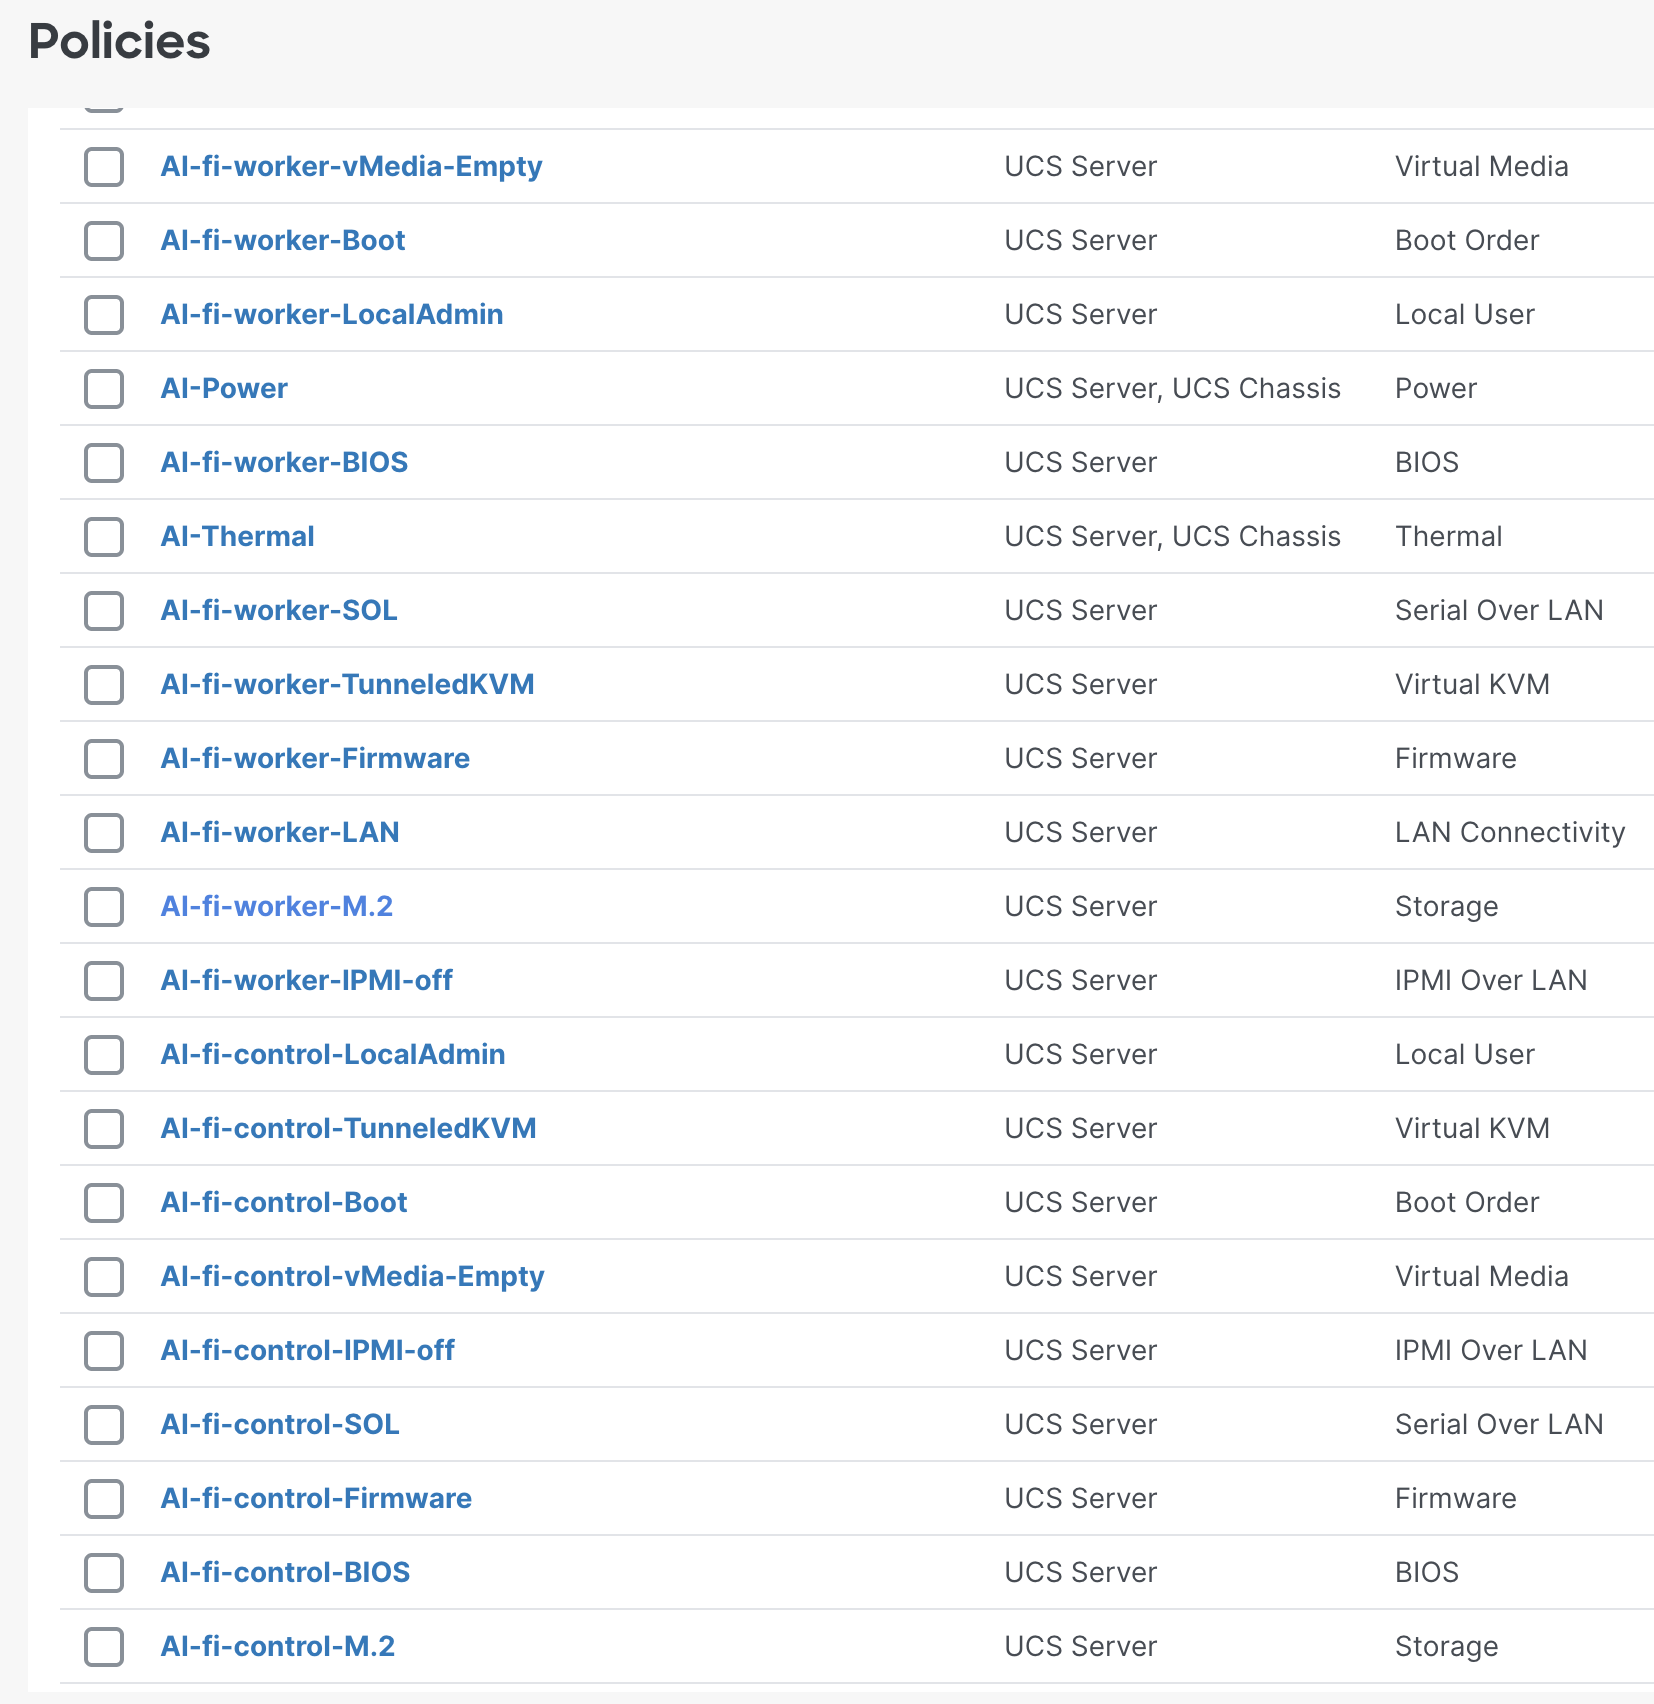 Policies
AI-fi-worker-vMedia-Empty UCS Server Virtual Media
AI-fi-worker-Boot UCS Server Boot Order
AI-fi-worker-LocalAdmin UCS Server Local User
AI-Power UCS Server, UCS Chassis Power
AI-fi-worker-BIOS UCS Server BIOS
AI-Thermal UCS Server, UCS Chassis Thermal
AI-fi-worker-SOL UCS Server Serial Over LAN
AI-fi-worker-TunneledKVM UCS Server Virtual KVM
AI-fi-worker-Firmware UCS Server Firmware
AI-fi-worker-LAN UCS Server LAN Connectivity
AI-fi-worker-M.2 UCS Server Storage
AI-fi-worker-IPMI-off UCS Server IPMI Over LAN
AI-fi-control-LocalAdmin UCS Server Local User
AI-fi-control-TunneledKVM UCS Server Virtual KVM
AI-fi-control-Boot UCS Server Boot Order
AI-fi-control-vMedia-Empty UCS Server Virtual Media
AI-fi-control-IPMI-off UCS Server IPMI Over LAN
AI-fi-control-SOL UCS Server Serial Over LAN
AI-fi-control-Firmware UCS Server Firmware
AI-fi-control-BIOS UCS Server BIOS
AI-fi-control-M.2 UCS Server Storage